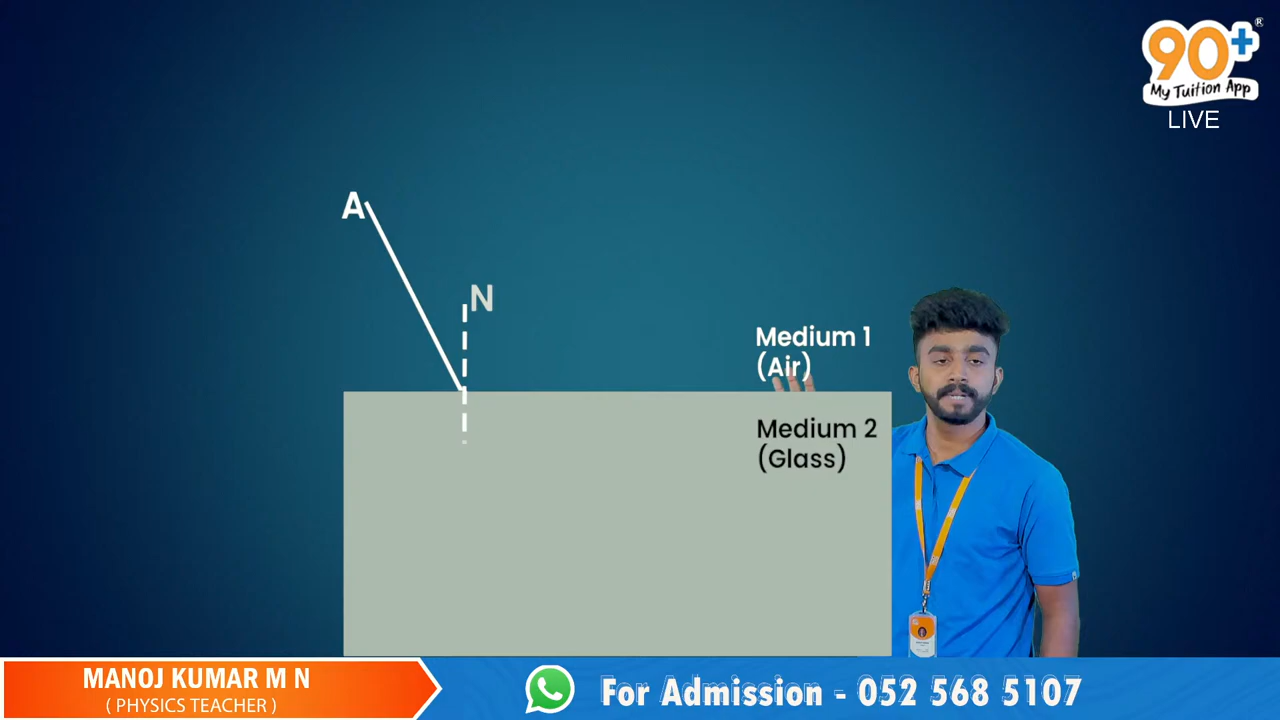 90+
®
My Tuition App
LIVE
A
N
Medium 1
(Air)
Medium 2
(Glass)
MANOJ KUMAR M N
( PHYSICS TEACHER )
For Admission - 052 568 5107